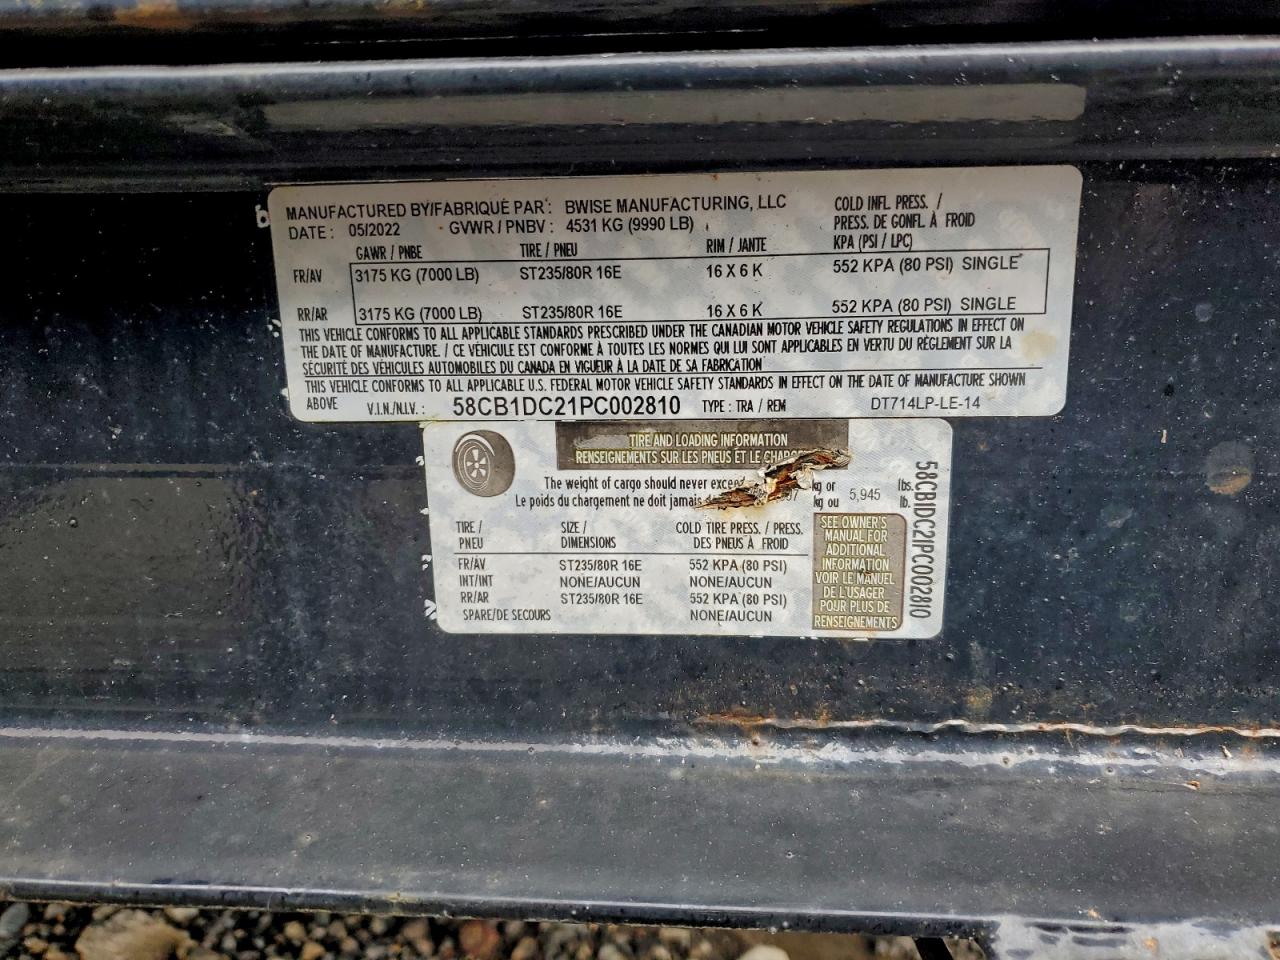 MANUFACTURED BY/FABRIQUÉ PAR: BWISE MANUFACTURING, LLC
DATE: 05/2022 GVWR / PNBV: 4531 KG (9990 LB)
COLD INFL PRESS. /
PRESS. DE GONFL À FROID
GAWR / PNBE TIRE / PNEU RIM / JANTE KPA (PSI / LPC)
FR/AV 3175 KG (7000 LB) ST235/80R 16E 16 X 6 K 552 KPA (80 PSI) SINGLE
RR/AR 3175 KG (7000 LB) ST235/80R 16E 16 X 6 K 552 KPA (80 PSI) SINGLE
THIS VEHICLE CONFORMS TO ALL APPLICABLE STANDARDS PRESCRIBED UNDER THE CANADIAN MOTOR VEHICLE SAFETY REGULATIONS IN EFFECT ON
THE DATE OF MANUFACTURE. / CE VÉHICULE EST CONFORME À TOUTES LES NORMES QUI LUI SONT APPLICABLES EN VERTU DU RÈGLEMENT SUR LA
SÉCURITÉ DES VÉHICULES AUTOMOBILES DU CANADA EN VIGUEUR À LA DATE DE SA FABRICATION
THIS VEHICLE CONFORMS TO ALL APPLICABLE U.S. FEDERAL MOTOR VEHICLE SAFETY STANDARDS IN EFFECT ON THE DATE OF MANUFACTURE SHOWN
ABOVE V.I.N./N.I.V.: 58CB1DC21PC002810 TYPE: TRA / REM DT714LP-LE-14
TIRE AND LOADING INFORMATION
RENSEIGNEMENTS SUR LES PNEUS ET LE
The weight of cargo should never exceed kg or lbs.
Le poids du chargement ne doit jamais kg ou 5,945 lb.
TIRE / PNEU SIZE / DIMENSIONS COLD TIRE PRESS. / PRESS. DES PNEUS À FROID
FR/AV ST235/80R 16E 552 KPA (80 PSI)
INT/INT NONE/AUCUN NONE/AUCUN
RR/AR ST235/80R 16E 552 KPA (80 PSI)
SPARE/DE SECOURS NONE/AUCUN
SEE OWNER'S
MANUAL FOR
ADDITIONAL
INFORMATION
VOIR LE MANUEL
DE L'USAGER
POUR PLUS DE
RENSEIGNEMENTS
58CB1DC21PC002810